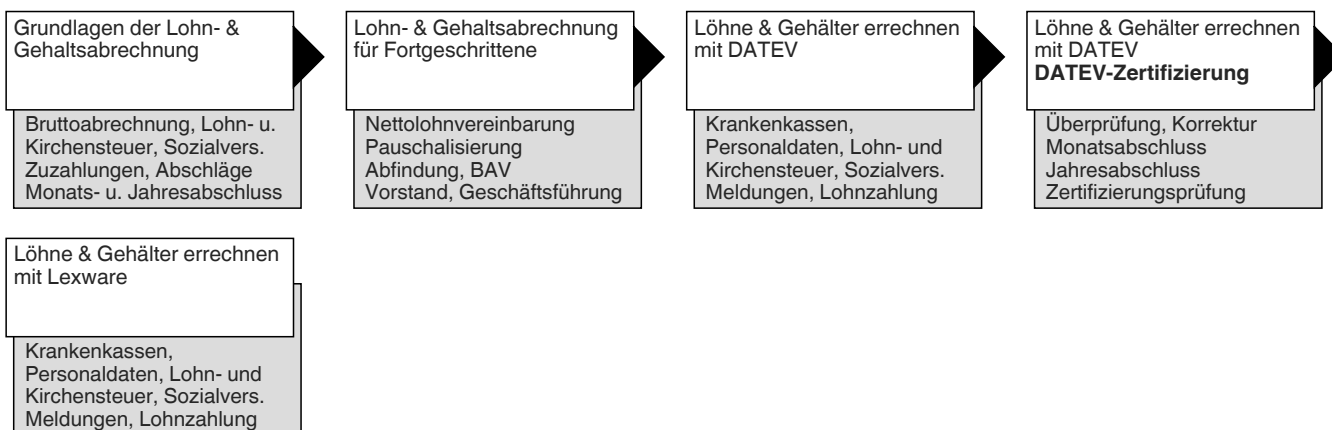 Grundlagen der Lohn- &
Gehaltsabrechnung
Bruttoabrechnung, Lohn- u.
Kirchensteuer, Sozialvers.
Zuzahlungen, Abschläge
Monats- u. Jahresabschluss
Lohn- & Gehaltsabrechnung
für Fortgeschrittene
Nettolohnvereinbarung
Pauschalisierung
Abfindung, BAV
Vorstand, Geschäftsführung
Löhne & Gehälter errechnen
mit DATEV
Krankenkassen,
Personaldaten, Lohn- und
Kirchensteuer, Sozialvers.
Meldungen, Lohnzahlung
Löhne & Gehälter errechnen
mit DATEV
DATEV-Zertifizierung
Überprüfung, Korrektur
Monatsabschluss
Jahresabschluss
Zertifizierungsprüfung
Löhne & Gehälter errechnen
mit Lexware
Krankenkassen,
Personaldaten, Lohn- und
Kirchensteuer, Sozialvers.
Meldungen, Lohnzahlung